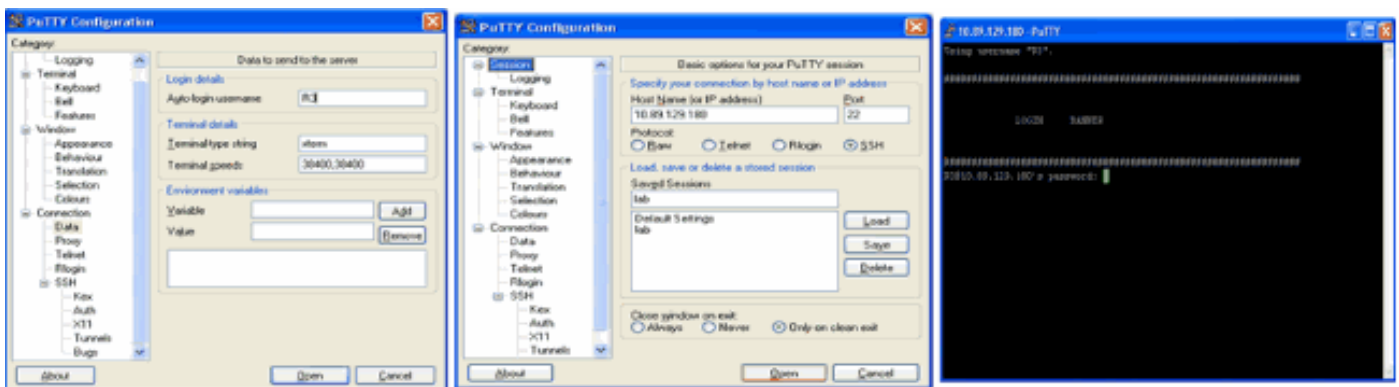 PuTTY Configuration
Category:
Logging
Terminal
Keyboard
Bell
Features
Window
Appearance
Behaviour
Translation
Selection
Colours
Connection
Data
Proxy
Telnet
Rlogin
SSH
Kex
Auth
X11
Tunnels
Bugs
Data to send to the server
Login details
Auto-login username
Terminal details
Terminal-type string xterm
Terminal speeds 38400,38400
Environment variables
Variable Add
Value Remove
About Open Cancel
PuTTY Configuration
Category:
Session
Logging
Terminal
Keyboard
Bell
Features
Window
Appearance
Behaviour
Translation
Selection
Colours
Connection
Data
Proxy
Telnet
Rlogin
SSH
Kex
Auth
X11
Tunnels
Basic options for your PuTTY session
Specify your connection by host name or IP address
Host Name (or IP address) Port
10.89.129.180 22
Protocol:
Raw Telnet Rlogin SSH
Load, save or delete a stored session
Saved Sessions
lab
Default Settings
lab
Load
Save
Delete
Close window on exit:
Always Never Only on clean exit
About Open Cancel
10.89.129.180 - PuTTY
Using username
LOGIN BANNER
password: